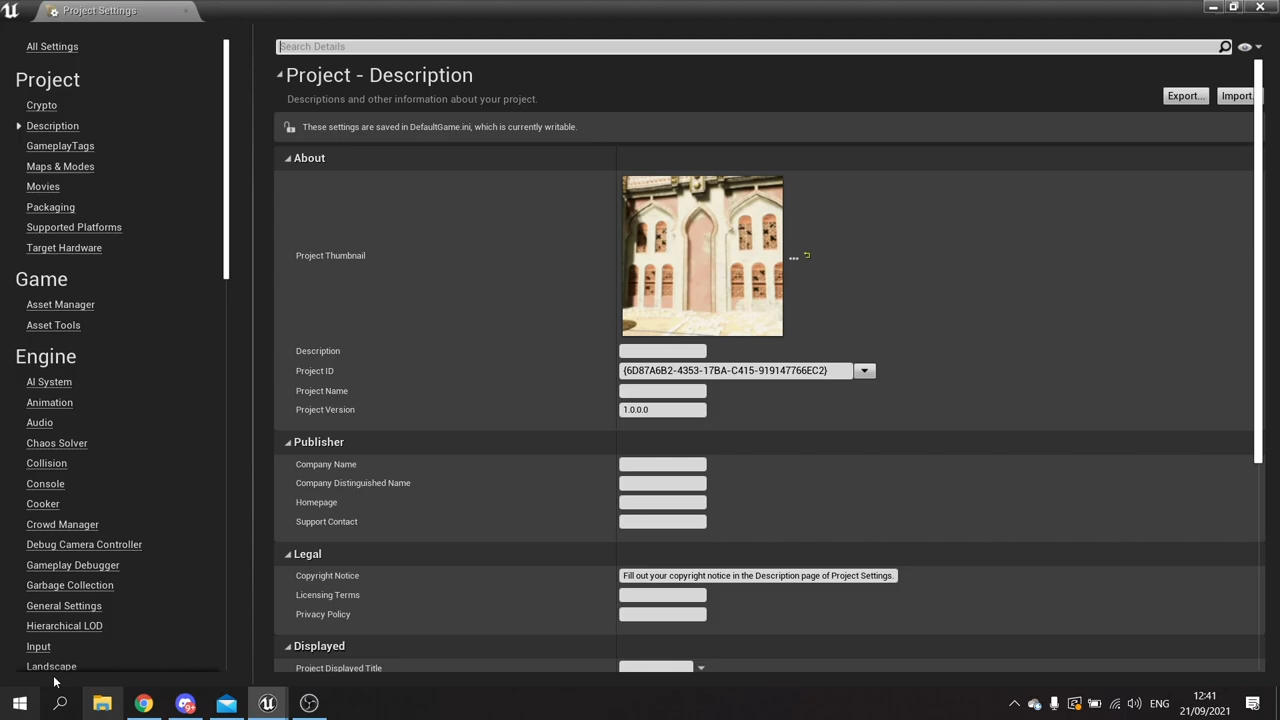 Project Settings
All Settings
Project
Crypto
Description
GameplayTags
Maps & Modes
Movies
Packaging
Supported Platforms
Target Hardware
Game
Asset Manager
Asset Tools
Engine
AI System
Animation
Audio
Chaos Solver
Collision
Console
Cooker
Crowd Manager
Debug Camera Controller
Gameplay Debugger
Garbage Collection
General Settings
Hierarchical LOD
Input
Landscape
Search Details
Project - Description
Descriptions and other information about your project.
Export...
Import.
These settings are saved in DefaultGame.ini, which is currently writable.
About
Project Thumbnail
Description
Project ID
{6D87A6B2-4353-17BA-C415-919147766EC2}
Project Name
Project Version
1.0.0.0
Publisher
Company Name
Company Distinguished Name
Homepage
Support Contact
Legal
Copyright Notice
Fill out your copyright notice in the Description page of Project Settings.
Licensing Terms
Privacy Policy
Displayed
Project Displayed Title
ENG
12:41
21/09/2021